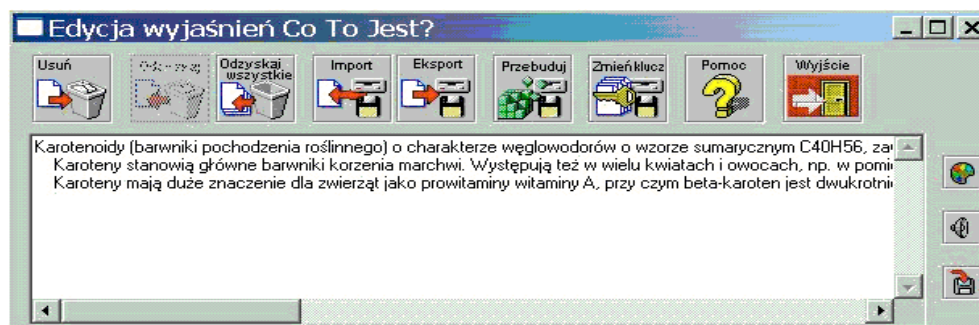 Edycja wyjaśnień Co To Jest?
Usuń
Odzyskaj wszystkie
Import
Eksport
Przebuduj
Zmień klucz
Pomoc
Wyjście
Karotenoidy (barwniki pochodzenia roślinnego) o charakterze węglowodorów o wzorze sumarycznym C40H56,
Karoteny stanowią główne barwniki korzenia marchwi. Występują też w wielu kwiatach i owocach, np. w
Karoteny mają duże znaczenie dla zwierząt jako prowitaminy witaminy A, przy czym beta-karoten jest